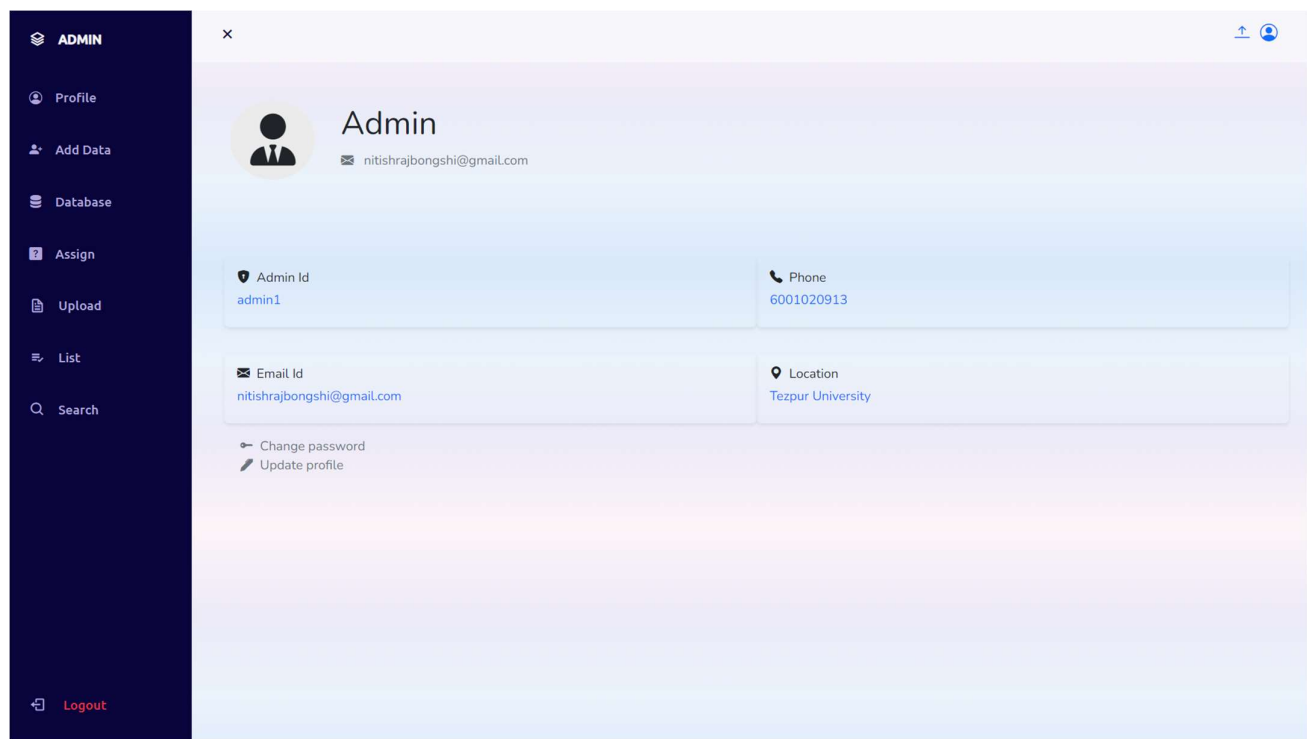 ADMIN
Profile
Add Data
Database
Assign
Upload
List
Search
Logout
Admin
nitishrajbongshi@gmail.com
Admin Id
admin1
Phone
6001020913
Email Id
nitishrajbongshi@gmail.com
Location
Tezpur University
Change password
Update profile